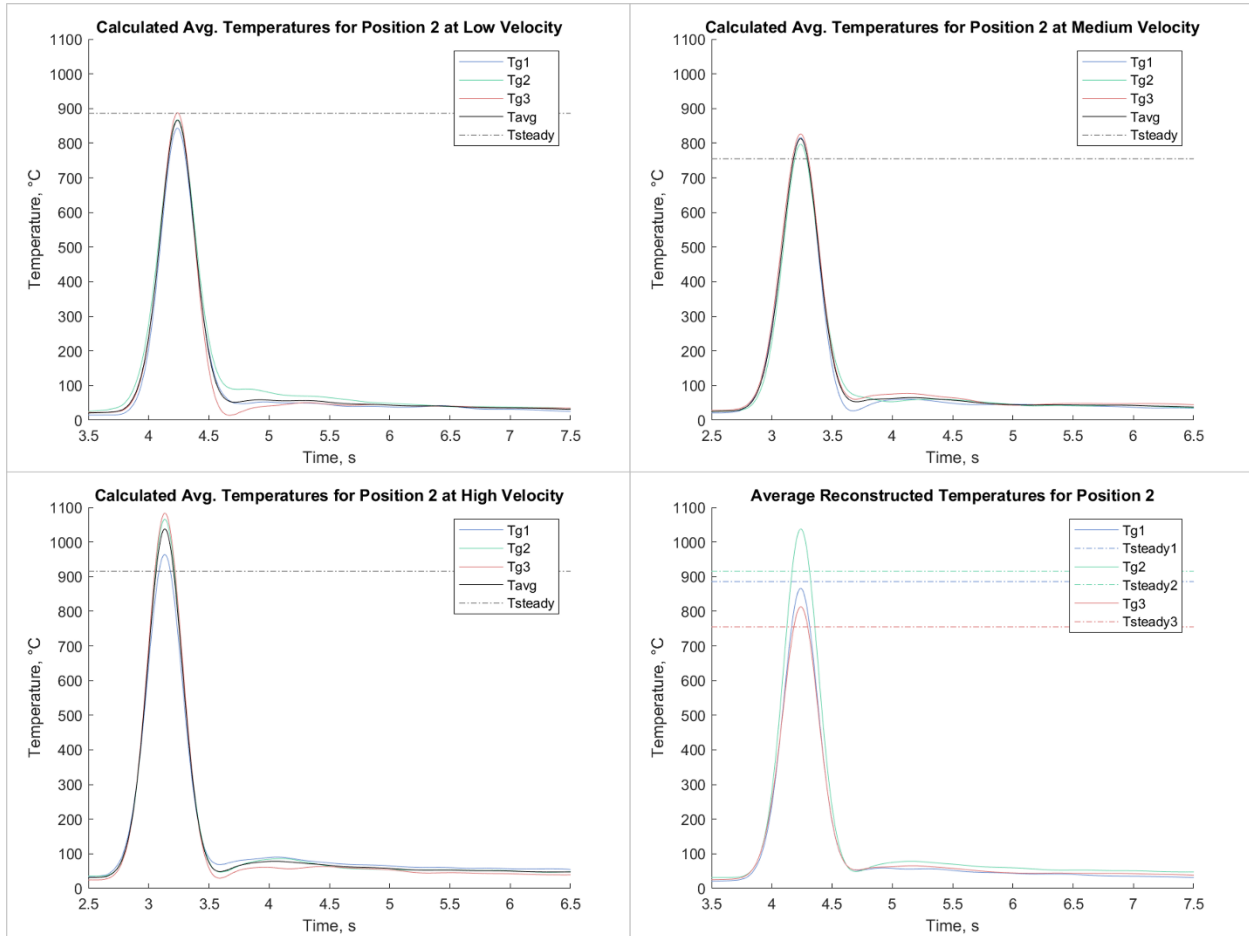 Calculated Avg. Temperatures for Position 2 at Low Velocity
1100
1000
900
800
700
600
500
400
300
200
100
0
Temperature, °C
3.5 4 4.5 5 5.5 6 6.5 7 7.5
Time, s
Tg1
Tg2
Tg3
Tavg
Tsteady
Calculated Avg. Temperatures for Position 2 at Medium Velocity
1100
1000
900
800
700
600
500
400
300
200
100
0
Temperature, °C
2.5 3 3.5 4 4.5 5 5.5 6 6.5
Time, s
Tg1
Tg2
Tg3
Tavg
Tsteady
Calculated Avg. Temperatures for Position 2 at High Velocity
1100
1000
900
800
700
600
500
400
300
200
100
0
Temperature, °C
2.5 3 3.5 4 4.5 5 5.5 6 6.5
Time, s
Tg1
Tg2
Tg3
Tavg
Tsteady
Average Reconstructed Temperatures for Position 2
1100
1000
900
800
700
600
500
400
300
200
100
0
Temperature, °C
3.5 4 4.5 5 5.5 6 6.5 7 7.5
Time, s
Tg1
Tsteady1
Tg2
Tsteady2
Tg3
Tsteady3